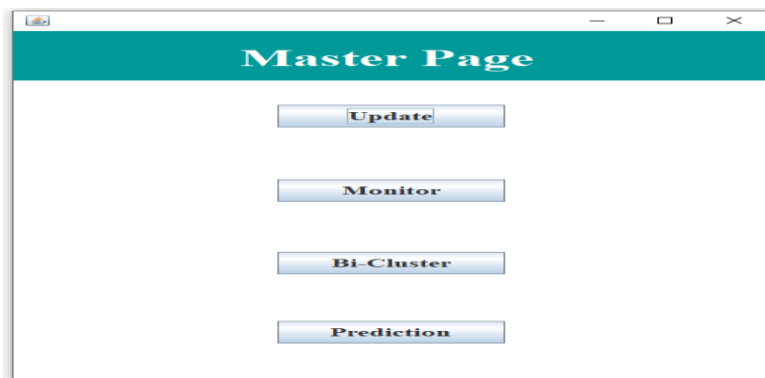 Master Page
Update
Monitor
Bi-Cluster
Prediction